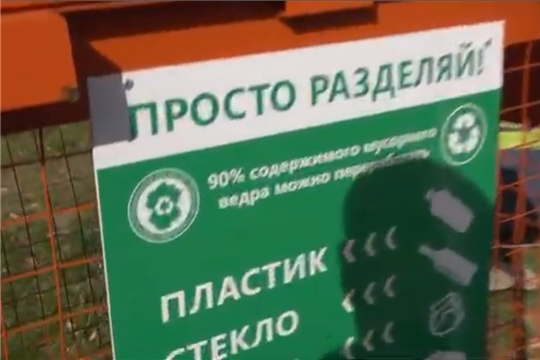 ПРОСТО РАЗДЕЛЯЙ!
90% содержимого мусорного
ведра можно переработать
ПЛАСТИК
СТЕКЛО